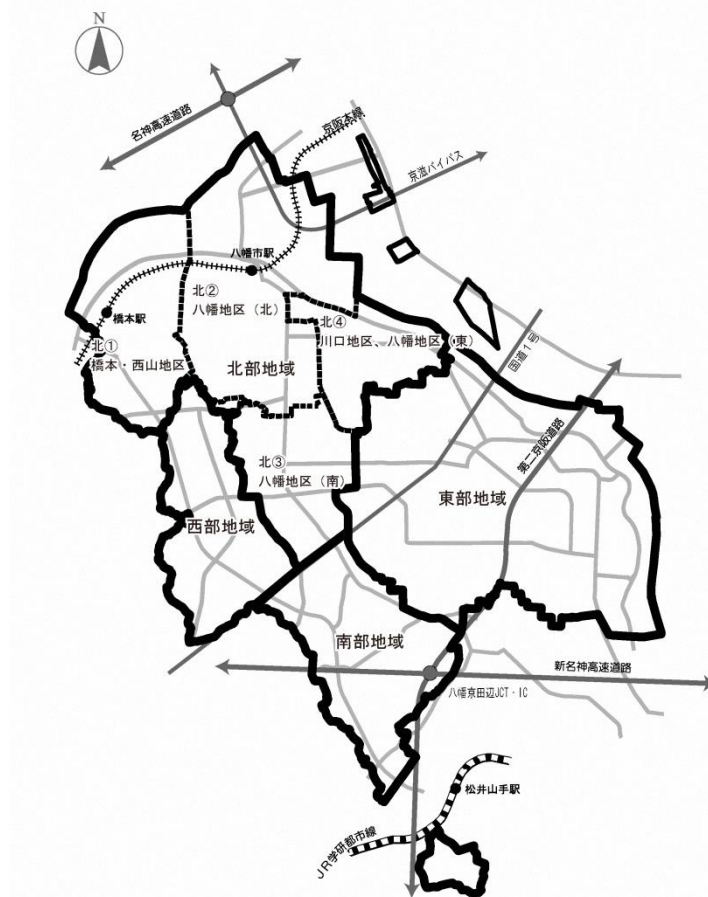 N
名神高速道路
京阪本線
京滋バイパス
八幡市駅
北②
八幡地区（北）
橋本駅
北④
川口地区、八幡地区（東）
国道１号
北①
橋本・西山地区
北部地域
第二京阪道路
北③
八幡地区（南）
東部地域
西部地域
南部地域
新名神高速道路
八幡京田辺JCT・IC
松井山手駅
ＪＲ学研都市線